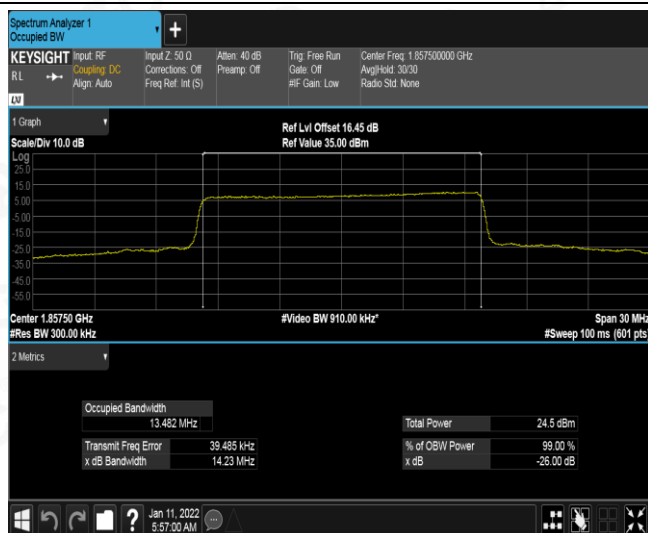 Spectrum Analyzer 1
Occupied BW
+
KEYSIGHT
RL
LXI
Input: RF
Coupling: DC
Align: Auto
Input Z: 50 Ω
Corrections: Off
Freq Ref: Int (S)
Atten: 40 dB
Preamp: Off
Trig: Free Run
Gate: Off
#IF Gain: Low
Center Freq: 1.857500000 GHz
Avg|Hold: 30/30
Radio Std: None
1 Graph
Scale/Div 10.0 dB
Ref Lvl Offset 16.45 dB
Ref Value 35.00 dBm
Log
25.0
15.0
5.00
-5.00
-15.0
-25.0
-35.0
-45.0
-55.0
Center 1.85750 GHz
#Res BW 300.00 kHz
#Video BW 910.00 kHz*
Span 30 MHz
#Sweep 100 ms (601 pts)
2 Metrics
Occupied Bandwidth
13.482 MHz
Transmit Freq Error 39.485 kHz
x dB Bandwidth 14.23 MHz
Total Power 24.5 dBm
% of OBW Power 99.00 %
x dB -26.00 dB
?
Jan 11, 2022
5:57:00 AM